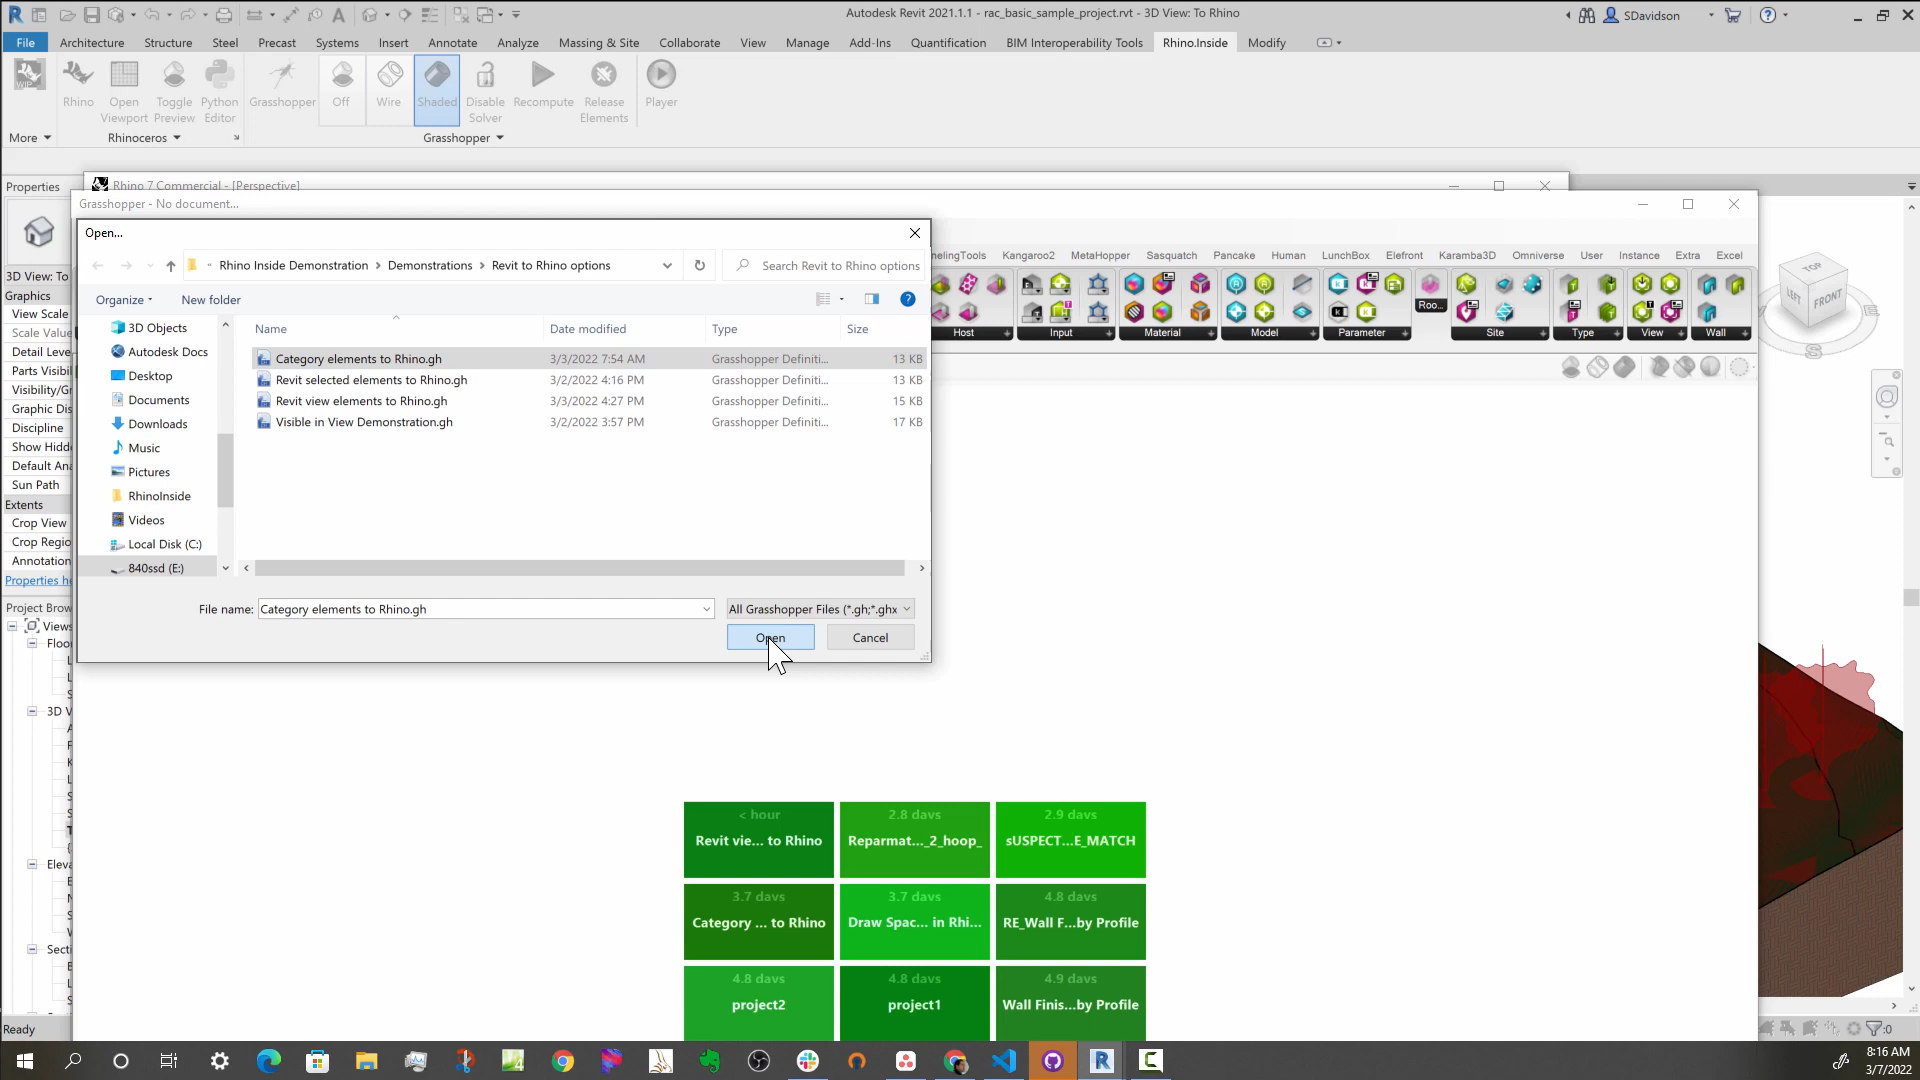 Autodesk Revit 2021.1.1 - rac_basic_sample_project.rvt - 3D View: To Rhino
SDavidson
File
Architecture
Structure
Steel
Precast
Systems
Insert
Annotate
Analyze
Massing & Site
Collaborate
View
Manage
Add-Ins
Quantification
BIM Interoperability Tools
Rhino.Inside
Modify
WIP
Rhino
Open
Viewport
Toggle
Preview
Python
Editor
Grasshopper
Off
Wire
Shaded
Disable
Solver
Recompute
Release
Elements
Player
More
Rhinoceros
Grasshopper
Properties
Rhino 7 Commercial - [Perspective]
Grasshopper - No document...
Open...
Rhino Inside Demonstration
Demonstrations
Revit to Rhino options
Search Revit to Rhino options
Organize
New folder
Name
Date modified
Type
Size
Category elements to Rhino.gh
3/3/2022 7:54 AM
Grasshopper Definiti...
13 KB
Revit selected elements to Rhino.gh
3/2/2022 4:16 PM
Grasshopper Definiti...
13 KB
Revit view elements to Rhino.gh
3/3/2022 4:27 PM
Grasshopper Definiti...
15 KB
Visible in View Demonstration.gh
3/2/2022 3:57 PM
Grasshopper Definiti...
17 KB
3D Objects
Autodesk Docs
Desktop
Documents
Downloads
Music
Pictures
RhinoInside
Videos
Local Disk (C:)
840ssd (E:)
File name:
Category elements to Rhino.gh
All Grasshopper Files (*.gh;*.ghx
Open
Cancel
nelingTools
Kangaroo2
MetaHopper
Sasquatch
Pancake
Human
LunchBox
Elefront
Karamba3D
Omniverse
User
Instance
Extra
Excel
Roo...
Host
Input
Material
Model
Parameter
Site
Type
View
Wall
3D View: To
Graphics
View Scale
Scale Value
Detail Leve
Parts Visibil
Visibility/Gr
Graphic Dis
Discipline
Show Hidd
Default Ana
Sun Path
Extents
Crop View
Crop Regio
Annotation
Properties he
Project Brow
Views
Floor
3D V
Eleva
Secti
Ready
TOP
LEFT
FRONT
S
< hour
Revit vie... to Rhino
2.8 days
Reparmat..._2_hoop_
2.9 days
sUSPECT...E_MATCH
3.7 days
Category ... to Rhino
3.7 days
Draw Spac... in Rhi...
4.8 days
RE_Wall F...by Profile
4.8 days
project2
4.8 days
project1
4.9 days
Wall Finis...by Profile
:0
8:16 AM
3/7/2022